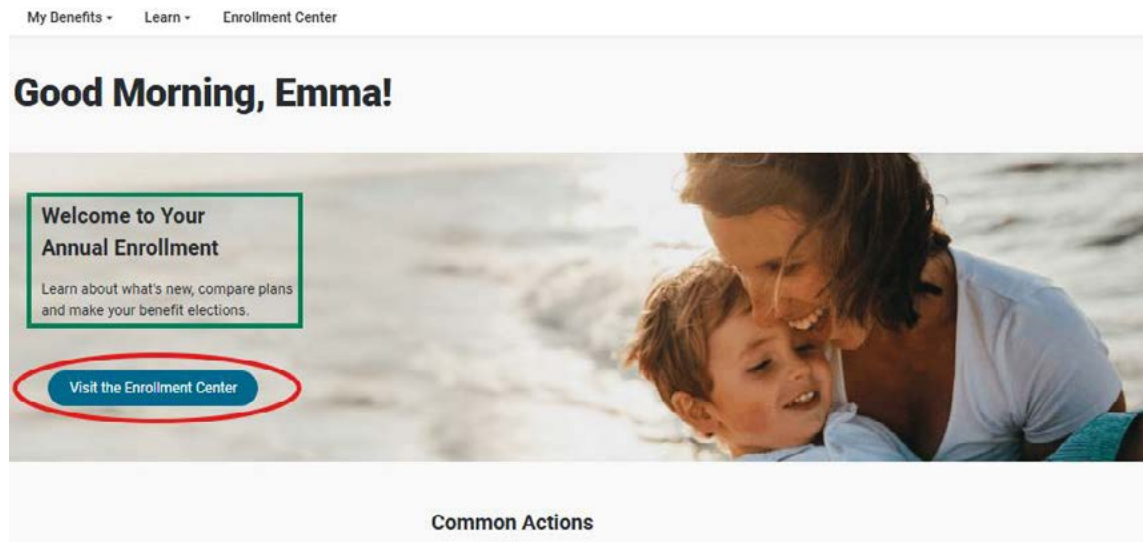 My Benefits Learn Enrollment Center
Good Morning, Emma!
Welcome to Your
Annual Enrollment
Learn about what's new, compare plans
and make your benefit elections.
Visit the Enrollment Center
Common Actions